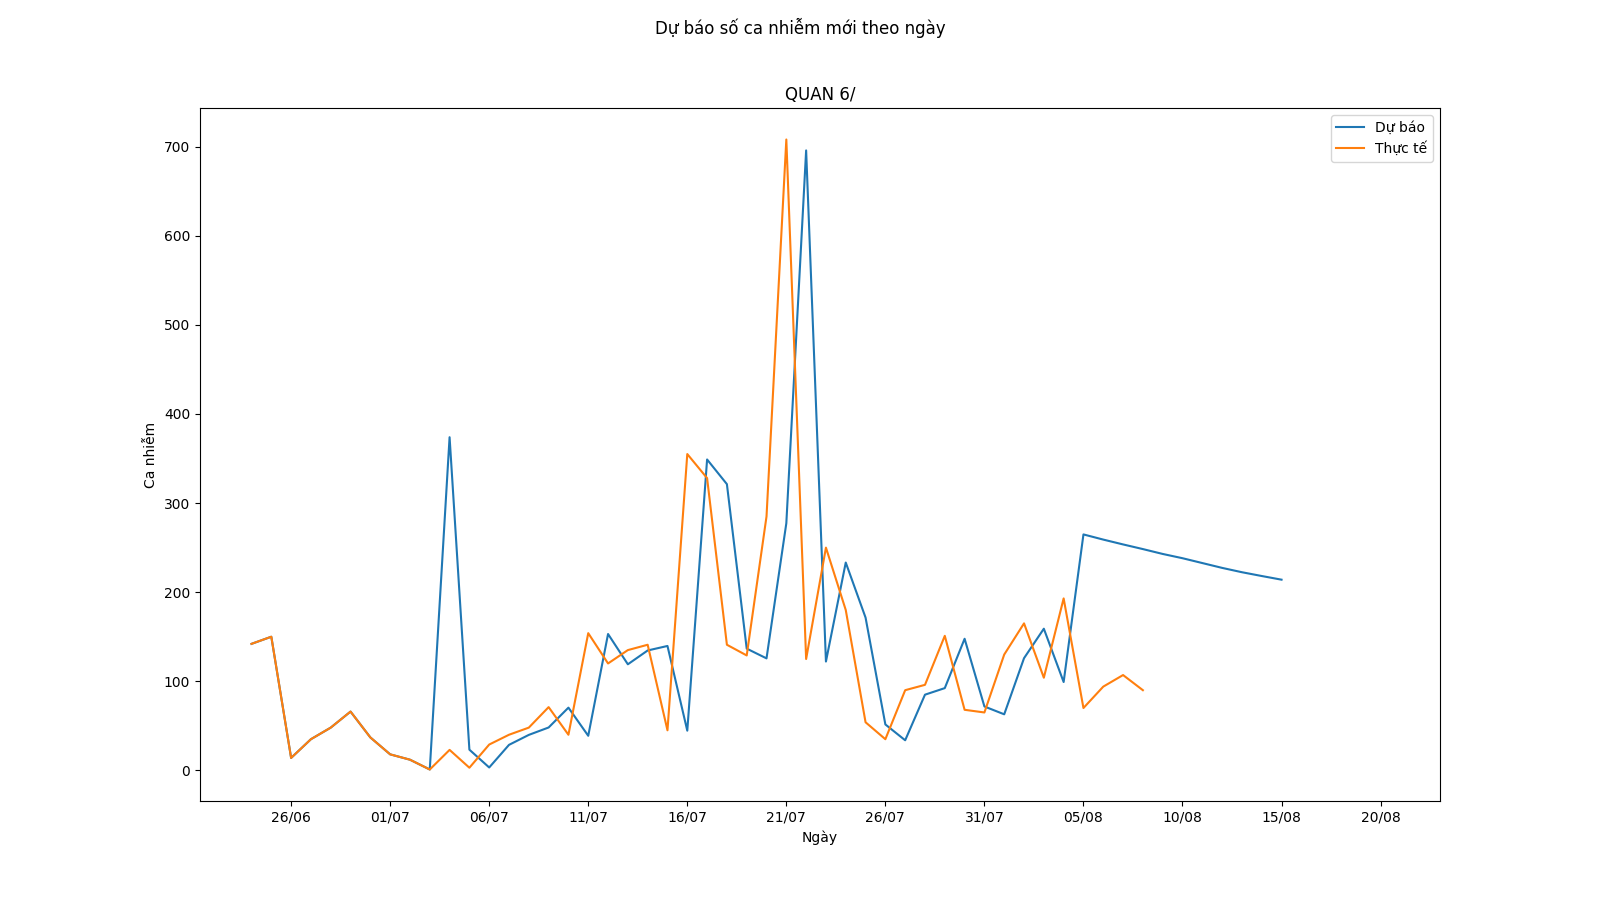 Dự báo số ca nhiễm mới theo ngày
QUAN 6/
Dự báo
Thực tế
700
600
500
400
300
200
100
0
Ca nhiễm
26/06 01/07 06/07 11/07 16/07 21/07 26/07 31/07 05/08 10/08 15/08 20/08
Ngày